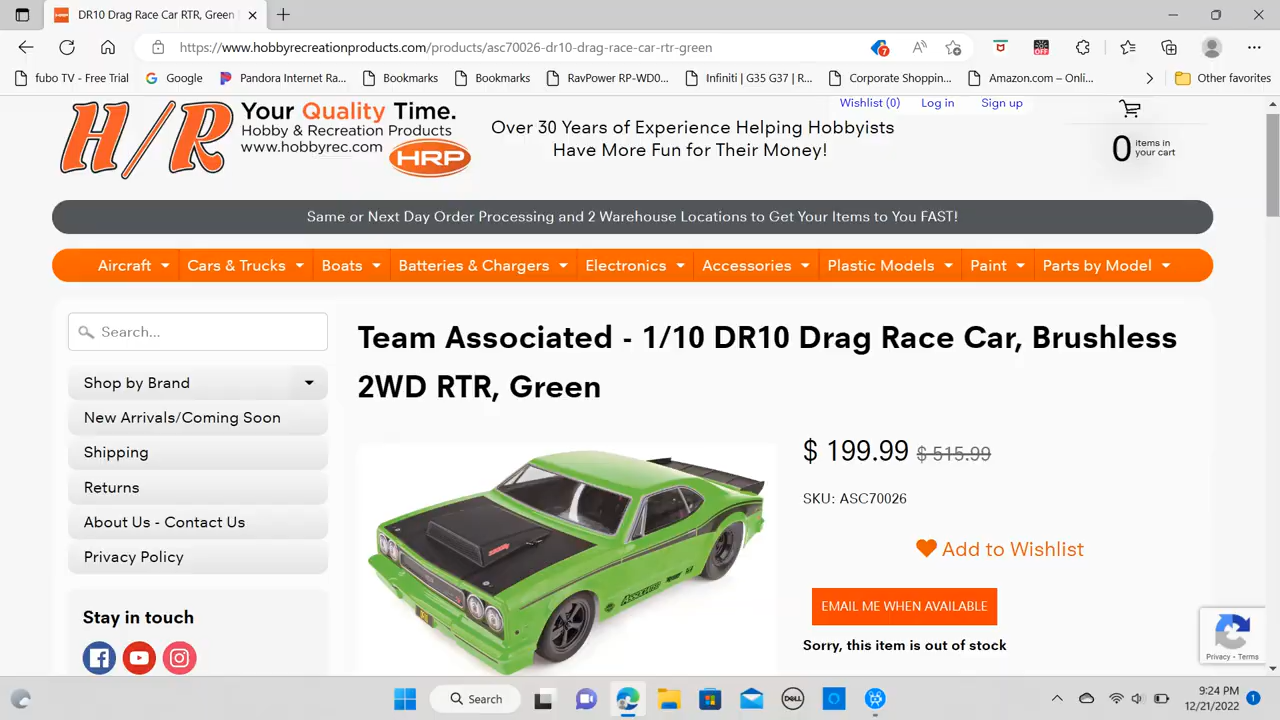 DR10 Drag Race Car RTR, Green
https://www.hobbyrecreationproducts.com/products/asc70026-dr10-drag-race-car-rtr-green
7
OFF
fubo TV - Free Trial
Google
Pandora Internet Ra...
Bookmarks
Bookmarks
RavPower RP-WD0...
Infiniti | G35 G37 | R...
Corporate Shoppin...
Amazon.com – Onli...
Other favorites
H/R
Your Quality Time.
Hobby & Recreation Products
www.hobbyrec.com
HRP
Over 30 Years of Experience Helping Hobbyists
Have More Fun for Their Money!
Wishlist (0)
Log in
Sign up
0 items in your cart
Same or Next Day Order Processing and 2 Warehouse Locations to Get Your Items to You FAST!
Aircraft
Cars & Trucks
Boats
Batteries & Chargers
Electronics
Accessories
Plastic Models
Paint
Parts by Model
Search...
Team Associated - 1/10 DR10 Drag Race Car, Brushless
2WD RTR, Green
Shop by Brand
New Arrivals/Coming Soon
Shipping
Returns
About Us - Contact Us
Privacy Policy
Stay in touch
$ 199.99 $ 515.99
SKU: ASC70026
Add to Wishlist
EMAIL ME WHEN AVAILABLE
Sorry, this item is out of stock
Associated
Privacy - Terms
Search
DELL
9:24 PM
12/21/2022
1